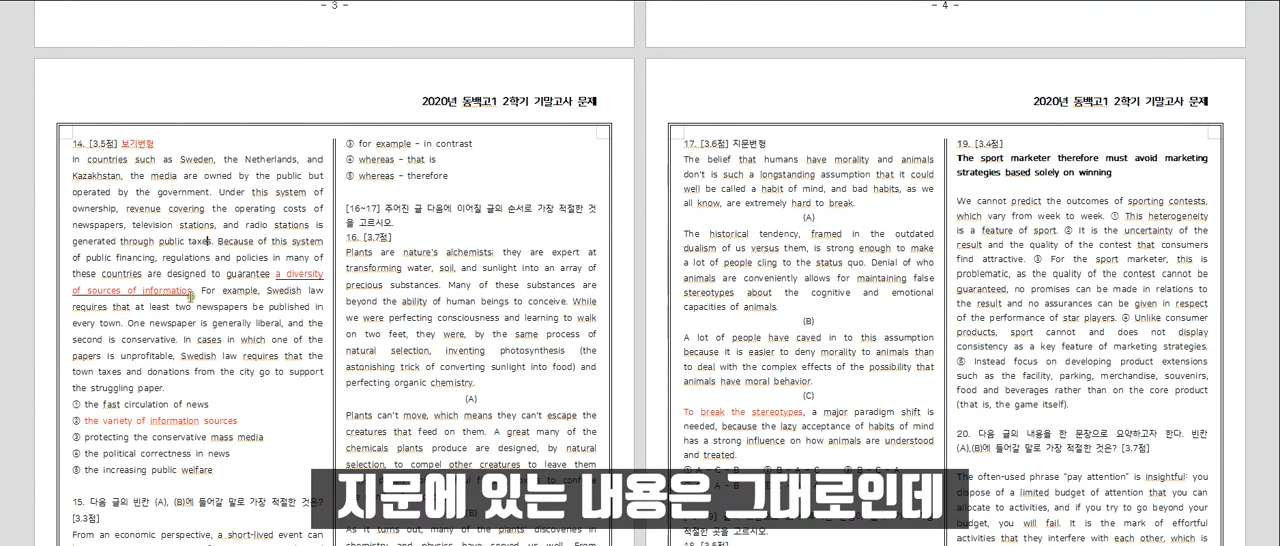 - 3 -
- 4 -
2020년 동백고1 2학기 기말고사 문제
14. [3.5점] 보기변형
In countries such as Sweden, the Netherlands, and
Kazakhstan, the media are owned by the public but
operated by the government. Under this system of
ownership, revenue covering the operating costs of
newspapers, television stations, and radio stations is
generated through public taxes. Because of this system
of public financing, regulations and policies in many of
these countries are designed to guarantee a diversity
of sources of information. For example, Swedish law
requires that at least two newspapers be published in
every town. One newspaper is generally liberal, and the
second is conservative. In cases in which one of the
papers is unprofitable, Swedish law requires that the
town taxes and donations from the city go to support
the struggling paper.
① the fast circulation of news
② the variety of information sources
③ protecting the conservative mass media
④ the political correctness in news
⑤ the increasing public welfare
15. 다음 글의 빈칸 (A), (B)에 들어갈 말로 가장 적절한 것은?
[3.3점]
From an economic perspective, a short-lived event can
③ for example - in contrast
④ whereas - that is
⑤ whereas - therefore
[16~17] 주어진 글 다음에 이어질 글의 순서로 가장 적절한 것
을 고르시오.
16. [3.7점]
Plants are nature's alchemists; they are expert at
transforming water, soil, and sunlight into an array of
precious substances. Many of these substances are
beyond the ability of human beings to conceive. While
we were perfecting consciousness and learning to walk
on two feet, they were, by the same process of
natural selection, inventing photosynthesis (the
astonishing trick of converting sunlight into food) and
perfecting organic chemistry.
(A)
Plants can't move, which means they can't escape the
creatures that feed on them. A great many of the
chemicals plants produce are designed, by natural
selection, to compel other creatures to leave them
As it turns out, many of the plants' discoveries in
chemistry and physics have served us well. From
2020년 동백고1 2학기 기말고사 문제
17. [3.6점] 지문변형
The belief that humans have morality and animals
don't is such a longstanding assumption that it could
well be called a habit of mind, and bad habits, as we
all know, are extremely hard to break.
(A)
The historical tendency, framed in the outdated
dualism of us versus them, is strong enough to make
a lot of people cling to the status quo. Denial of who
animals are conveniently allows for maintaining false
stereotypes about the cognitive and emotional
capacities of animals.
(B)
A lot of people have caved in to this assumption
because it is easier to deny morality to animals than
to deal with the complex effects of the possibility that
animals have moral behavior.
(C)
To break the stereotypes, a major paradigm shift is
needed, because the lazy acceptance of habits of mind
has a strong influence on how animals are understood
and treated.
① A - C - B ② B - A - C ③ B - C - A
적절한 곳을 고르시오.
18. [3.5점]
19. [3.4점]
The sport marketer therefore must avoid marketing
strategies based solely on winning
We cannot predict the outcomes of sporting contests,
which vary from week to week. ① This heterogeneity
is a feature of sport. ② It is the uncertainty of the
result and the quality of the contest that consumers
find attractive. ③ For the sport marketer, this is
problematic, as the quality of the contest cannot be
guaranteed, no promises can be made in relations to
the result and no assurances can be given in respect
of the performance of star players. ④ Unlike consumer
products, sport cannot and does not display
consistency as a key feature of marketing strategies.
⑤ Instead focus on developing product extensions
such as the facility, parking, merchandise, souvenirs,
food and beverages rather than on the core product
(that is, the game itself).
20. 다음 글의 내용을 한 문장으로 요약하고자 한다. 빈칸
(A),(B)에 들어갈 말로 가장 적절한 것은? [3.7점]
The often-used phrase "pay attention" is insightful: you
dispose of a limited budget of attention that you can
allocate to activities, and if you try to go beyond your
budget, you will fail. It is the mark of effortful
activities that they interfere with each other, which is
지문에 있는 내용은 그대로인데